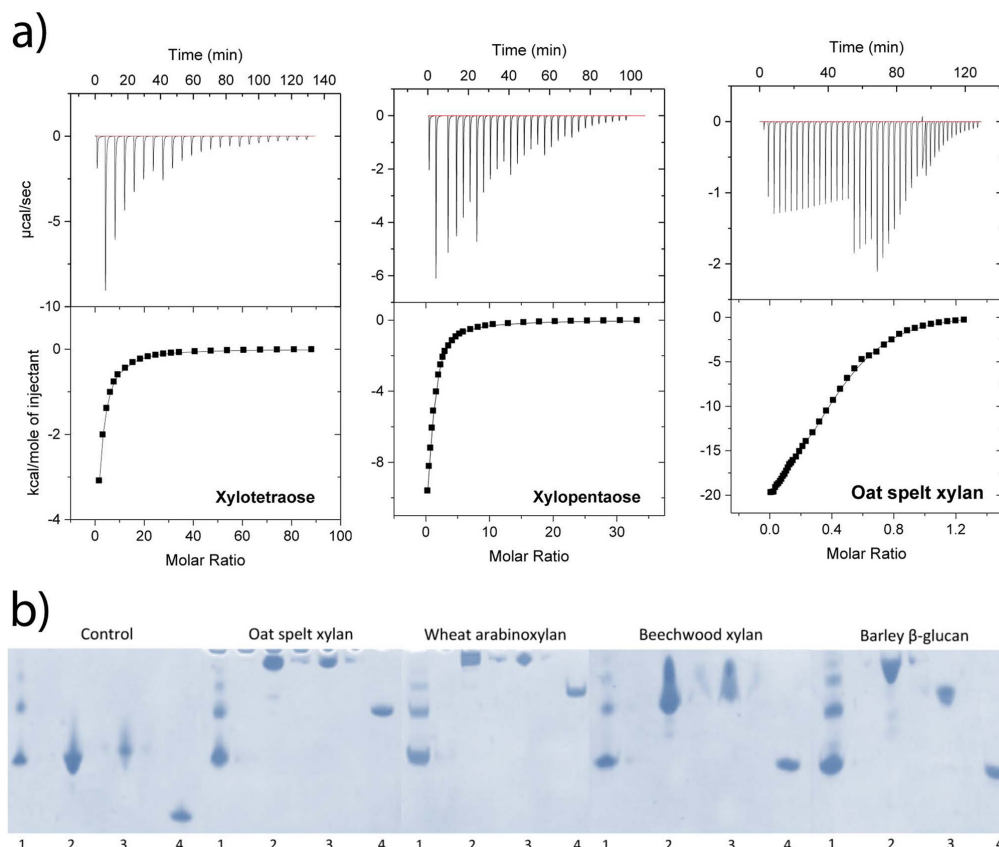 a)
Time (min)
0 20 40 60 80 100 120 140
Time (min)
0 20 40 60 80 100
Time (min)
0 40 80 120
µcal/sec
0
-5
-10
0
-2
-4
-6
0
-1
-2
kcal/mole of injectant
0
-2
-4
0
-4
-8
0
-5
-10
-15
-20
Xylotetraose
Xylopentaose
Oat spelt xylan
0 20 40 60 80 100
Molar Ratio
0 10 20 30
Molar Ratio
0.0 0.4 0.8 1.2
Molar Ratio
b)
Control
Oat spelt xylan
Wheat arabinoxylan
Beechwood xylan
Barley β-glucan
1 2 3 4 1 2 3 4 1 2 3 4 1 2 3 4 1 2 3 4